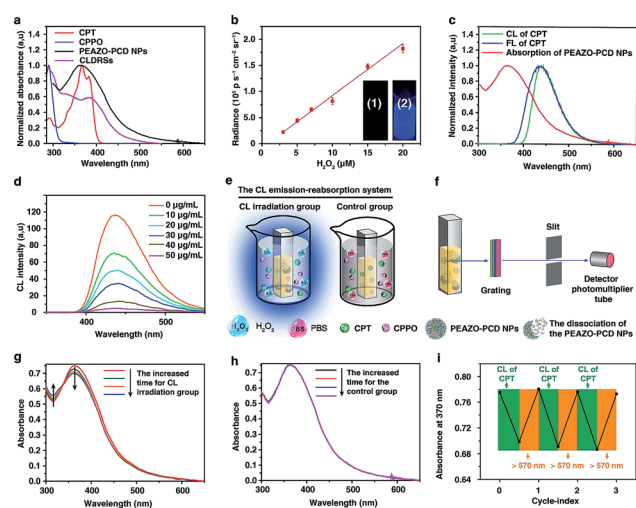 a
Normalized absorbance (a,u)
1.0
0.9
0.8
0.7
0.6
0.5
0.4
0.3
0.2
0.1
0.0
CPT
CPPO
PEAZO-PCD NPs
CLDRSs
300 400 500 600
Wavelength (nm)
b
Radiance (10⁵ p s⁻¹ cm⁻² sr⁻¹)
2.0
1.5
1.0
0.5
0.0
(1) (2)
0 5 10 15 20
H₂O₂ (μM)
c
Normalized intensity (a,u)
1.0
0.8
0.6
0.4
0.2
0.0
CL of CPT
FL of CPT
Absorption of PEAZO-PCD NPs
300 400 500 600
Wavelength (nm)
d
CL intensity (a,u)
120
100
80
60
40
20
0
0 μg/mL
10 μg/mL
20 μg/mL
30 μg/mL
40 μg/mL
50 μg/mL
400 500
Wavelength (nm)
e
The CL emission-reabsorption system
CL irradiation group Control group
H₂O₂ H₂O₂ PBS PBS CPT CPPO PEAZO-PCD NPs The dissociation
of the PEAZO-PCD NPs
f
Slit
Grating
Detector
photomultiplier
tube
g
Absorbance
0.7
0.6
0.5
0.4
0.3
0.2
0.1
0.0
The increased
time for CL
irradiation group
300 400 500 600
Wavelength (nm)
h
Absorbance
0.7
0.6
0.5
0.4
0.3
0.2
0.1
0.0
The increased
time for the
control group
300 400 500 600
Wavelength (nm)
i
Absorbance at 370 nm
0.80
0.76
0.72
0.68
0.64
CL of
CPT
CL of
CPT
CL of
CPT
> 570 nm > 570 nm > 570 nm
0 1 2 3
Cycle-index